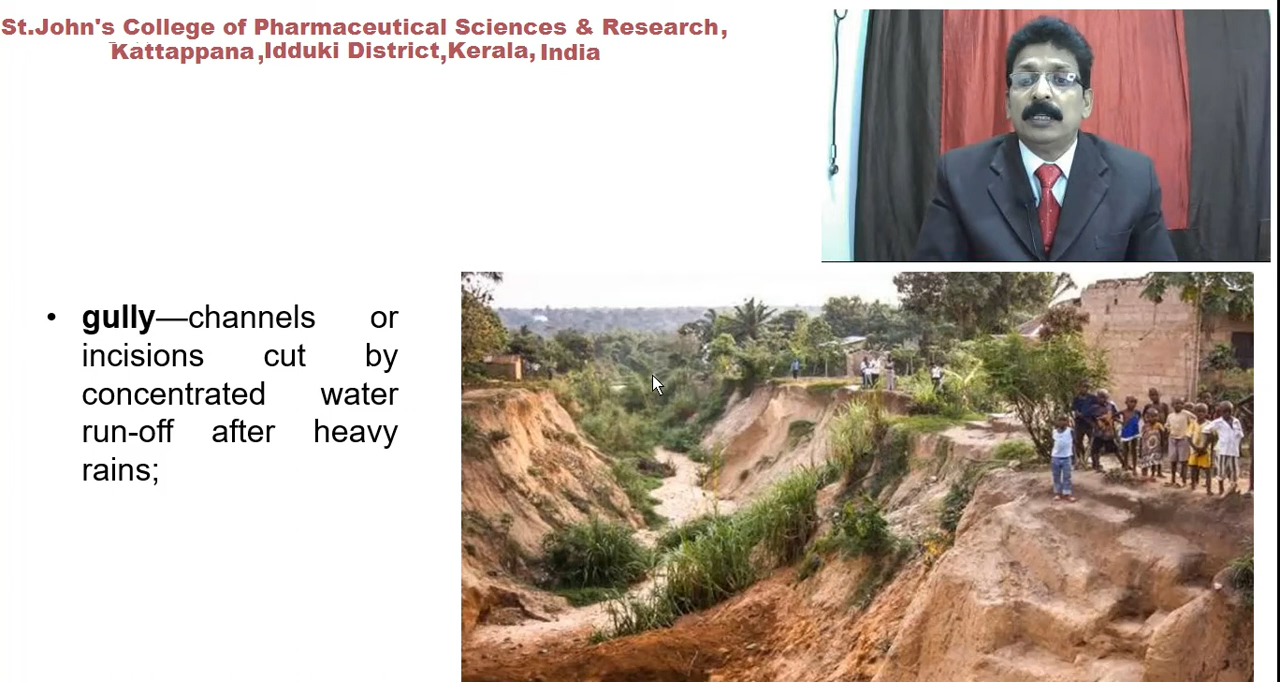 St.John's College of Pharmaceutical Sciences & Research,
Kattappana,Idduki District,Kerala, India
• gully—channels or
incisions cut by
concentrated water
run-off after heavy
rains;